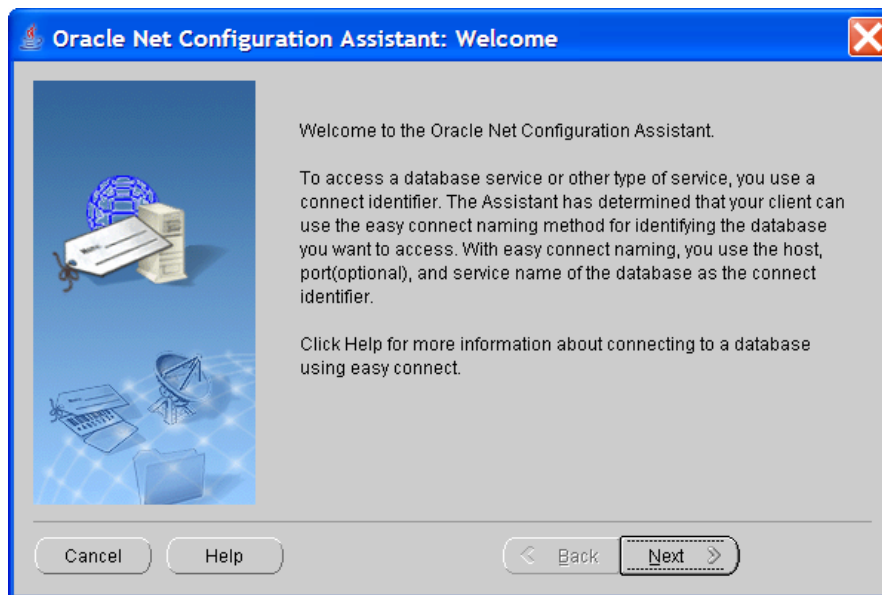 Oracle Net Configuration Assistant: Welcome
Welcome to the Oracle Net Configuration Assistant.
To access a database service or other type of service, you use a
connect identifier. The Assistant has determined that your client can
use the easy connect naming method for identifying the database
you want to access. With easy connect naming, you use the host,
port(optional), and service name of the database as the connect
identifier.
Click Help for more information about connecting to a database
using easy connect.
Cancel
Help
Back
Next